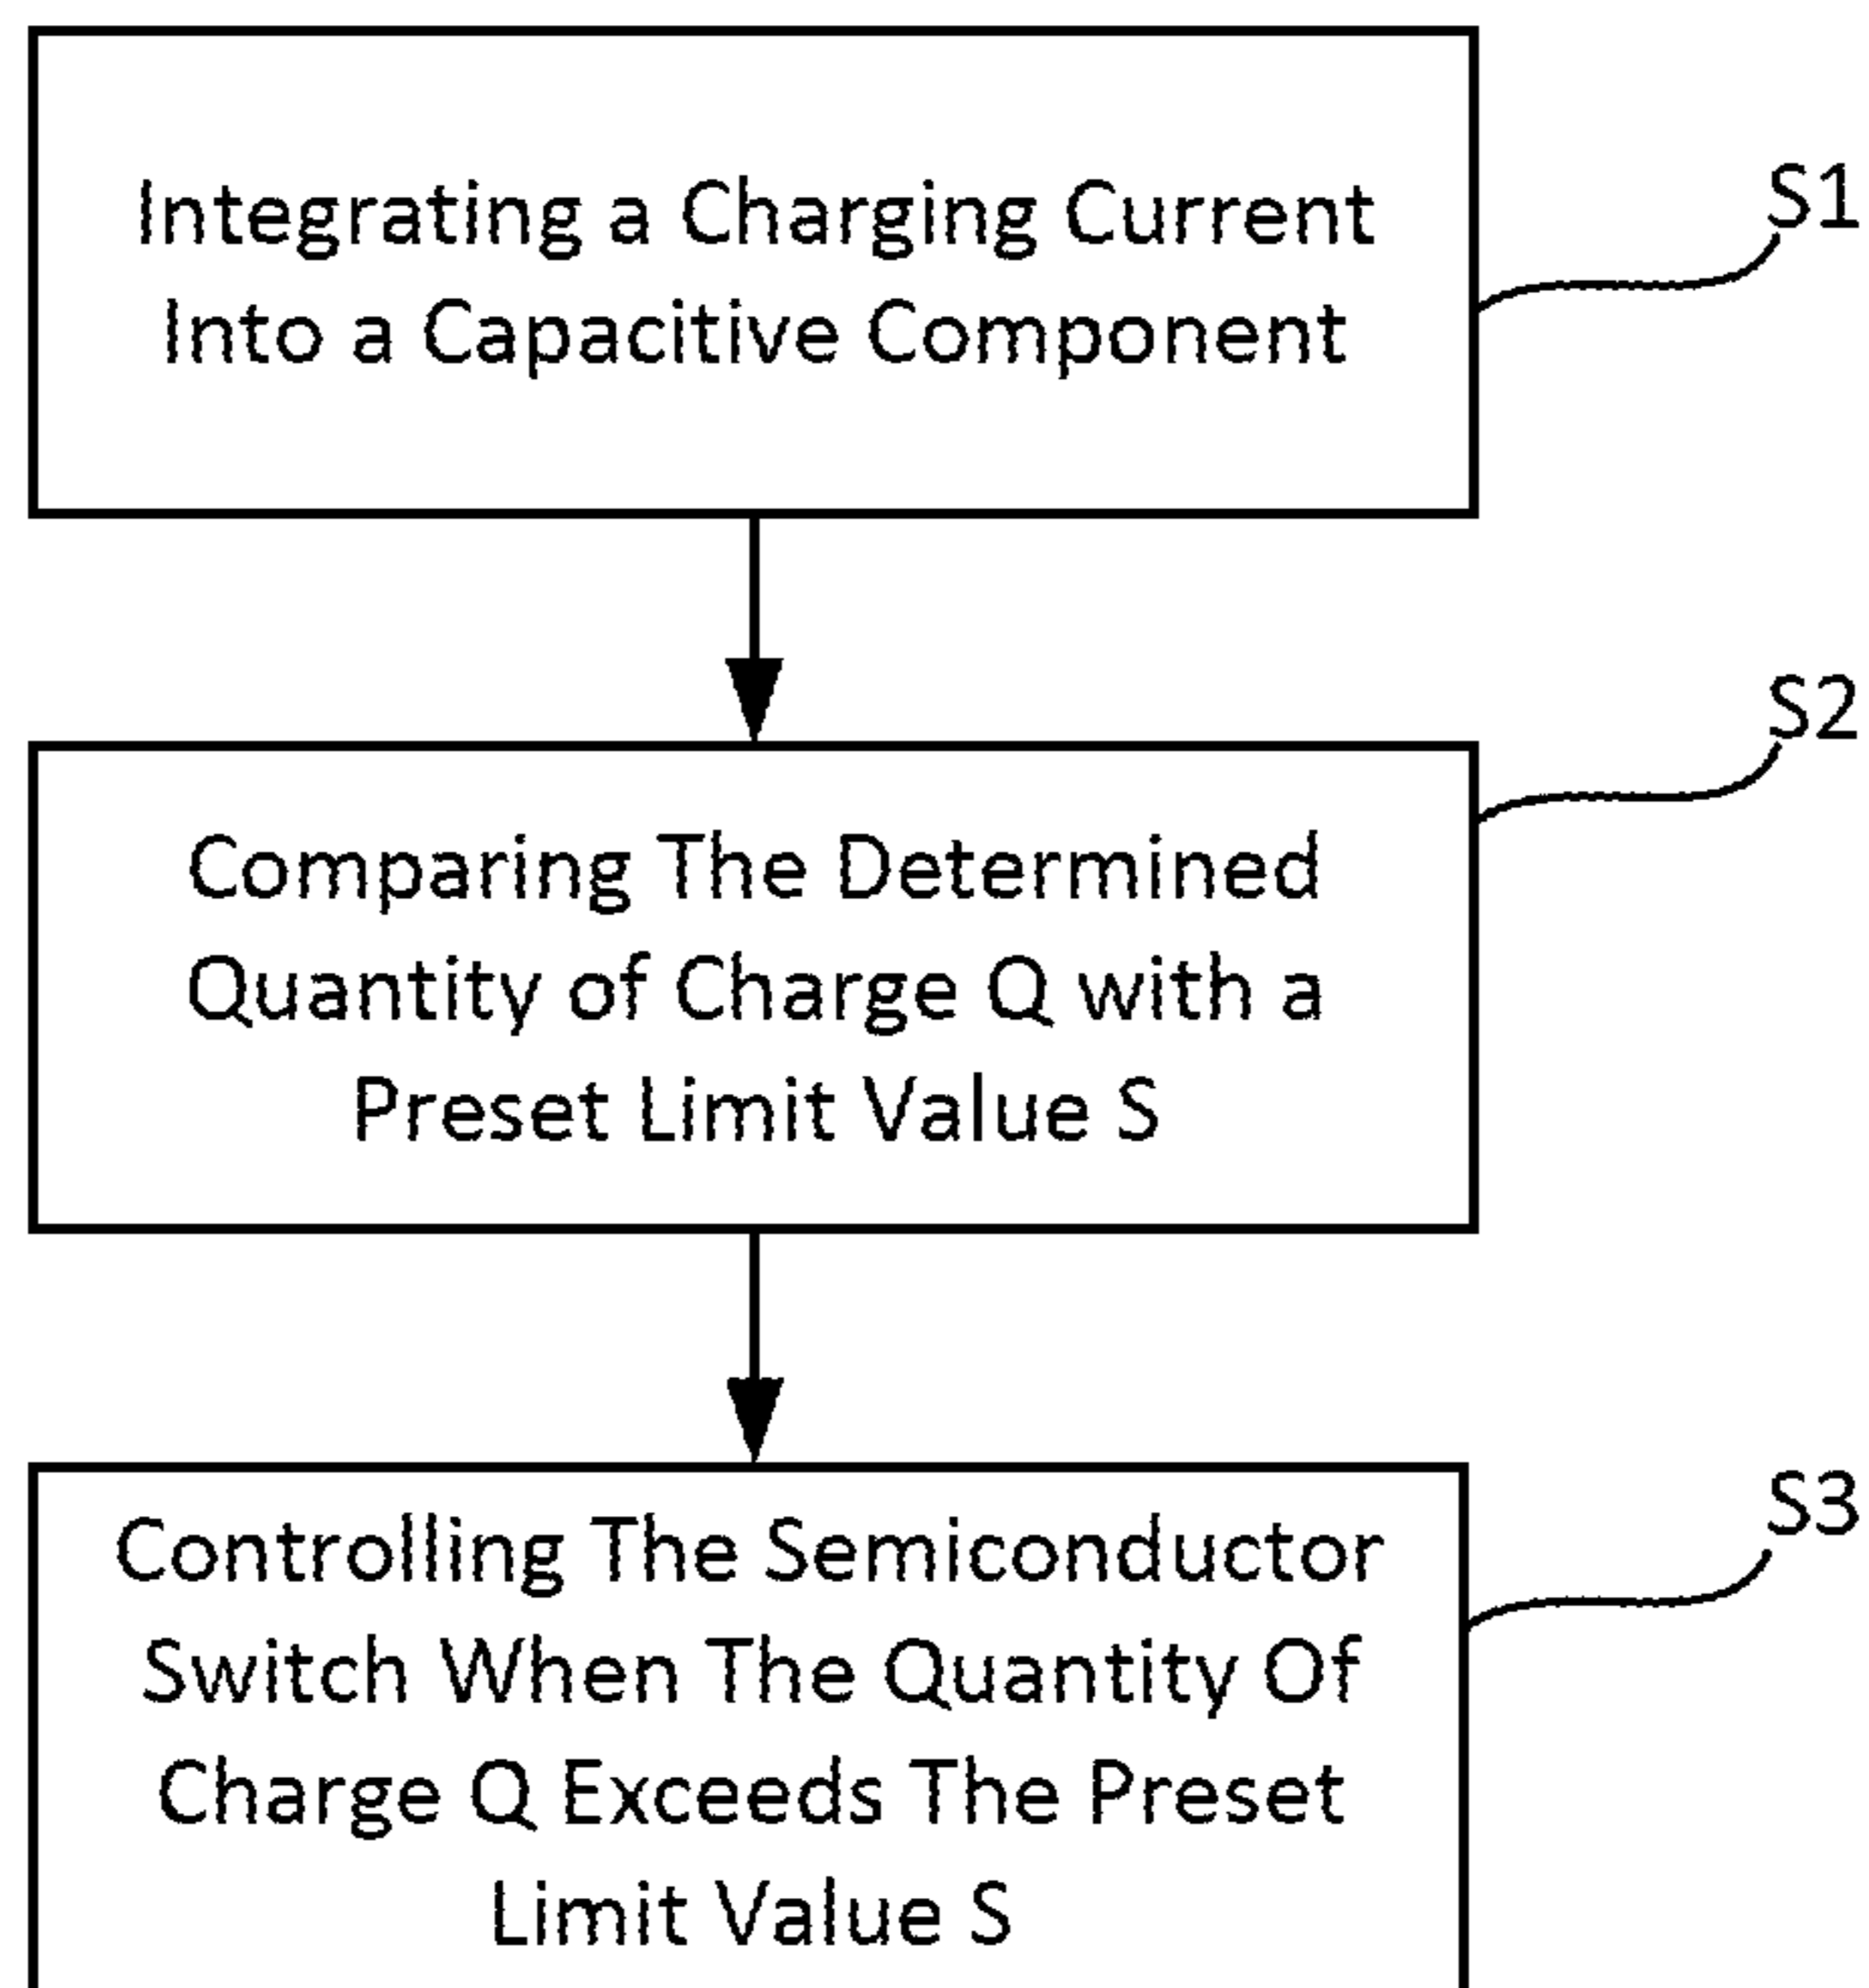 Integrating a Charging Current
Into a Capacitive Component
S1
Comparing The Determined
Quantity of Charge Q with a
Preset Limit Value S
S2
Controlling The Semiconductor
Switch When The Quantity Of
Charge Q Exceeds The Preset
Limit Value S
S3